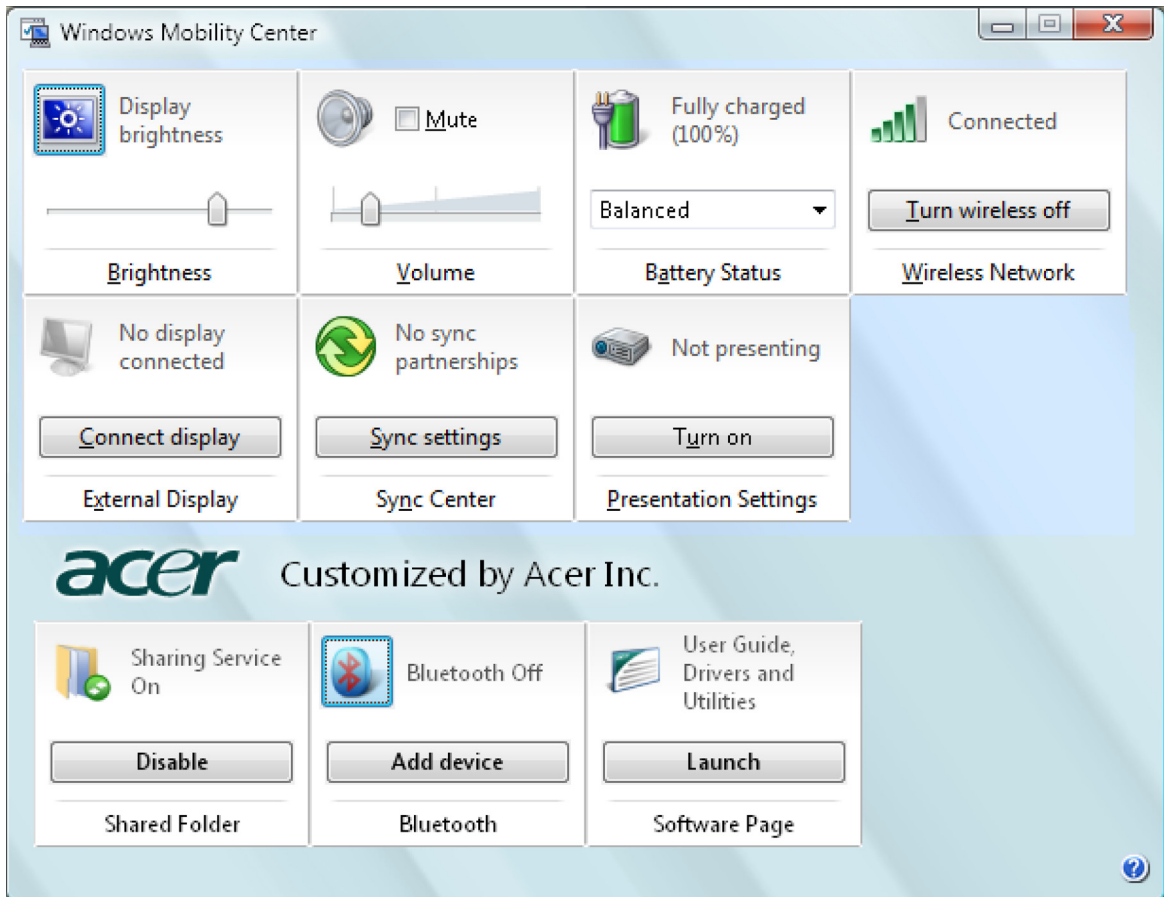 Windows Mobility Center
Display
brightness
Brightness
Mute
Volume
Fully charged
(100%)
Balanced
Battery Status
Connected
Turn wireless off
Wireless Network
No display
connected
Connect display
External Display
No sync
partnerships
Sync settings
Sync Center
Not presenting
Turn on
Presentation Settings
acer Customized by Acer Inc.
Sharing Service
On
Disable
Shared Folder
Bluetooth Off
Add device
Bluetooth
User Guide,
Drivers and
Utilities
Launch
Software Page